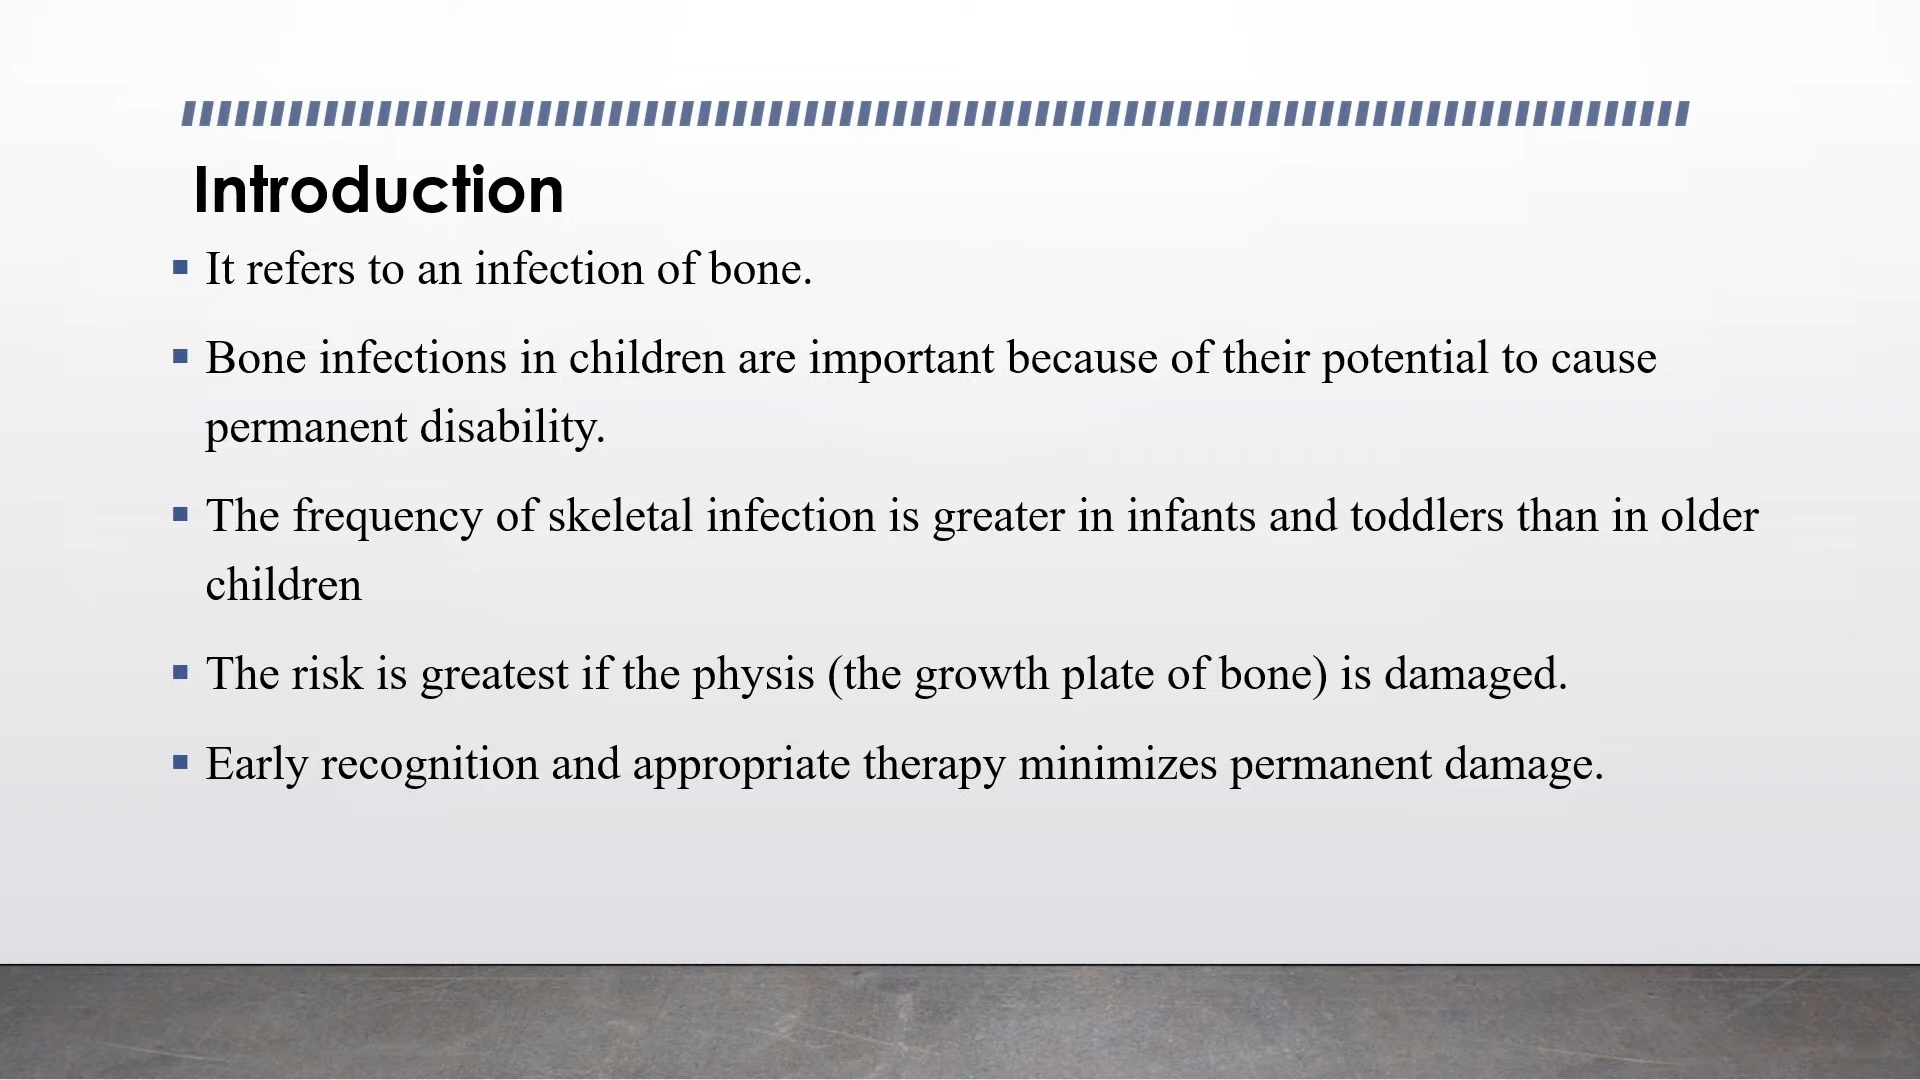 Introduction
▪ It refers to an infection of bone.
▪ Bone infections in children are important because of their potential to cause
permanent disability.
▪ The frequency of skeletal infection is greater in infants and toddlers than in older
children
▪ The risk is greatest if the physis (the growth plate of bone) is damaged.
▪ Early recognition and appropriate therapy minimizes permanent damage.